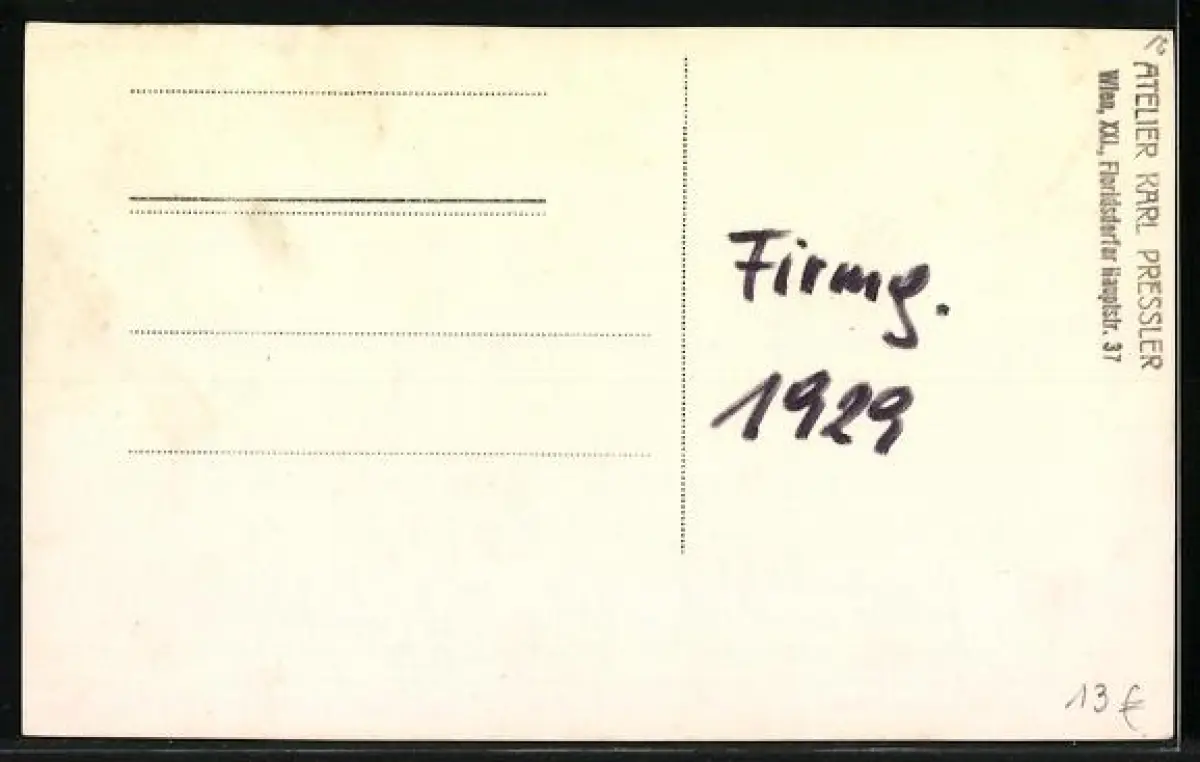 ATELIER KARL PRESSLER
Wien, XXI., Floridsdorfer Hauptstr. 37
Firmg.
1929
13 €